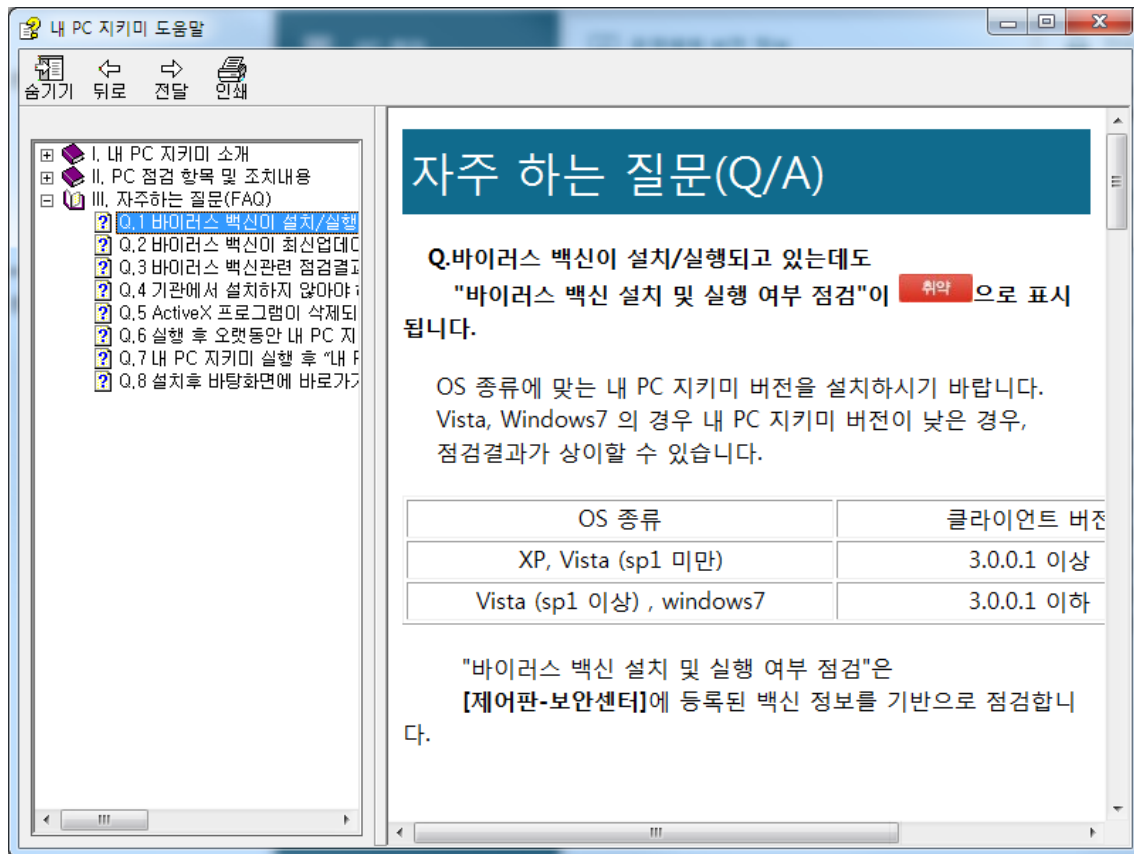 내 PC 지키미 도움말
숨기기 뒤로 전달 인쇄
I. 내 PC 지키미 소개
II. PC 점검 항목 및 조치내용
III. 자주하는 질문(FAQ)
Q.1 바이러스 백신이 설치/실행
Q.2 바이러스 백신이 최신업데이
Q.3 바이러스 백신관련 점검결과
Q.4 기관에서 설치하지 않아야
Q.5 ActiveX 프로그램이 삭제되
Q.6 실행 후 오랫동안 내 PC 지
Q.7 내 PC 지키미 실행 후 “내
Q.8 설치후 바탕화면에 바로가기
자주 하는 질문(Q/A)
Q.바이러스 백신이 설치/실행되고 있는데도
"바이러스 백신 설치 및 실행 여부 점검"이 취약 으로 표시
됩니다.
OS 종류에 맞는 내 PC 지키미 버전을 설치하시기 바랍니다.
Vista, Windows7 의 경우 내 PC 지키미 버전이 낮은 경우,
점검결과가 상이할 수 있습니다.
OS 종류 클라이언트 버전
XP, Vista (sp1 미만) 3.0.0.1 이상
Vista (sp1 이상) , windows7 3.0.0.1 이하
"바이러스 백신 설치 및 실행 여부 점검"은
[제어판-보안센터]에 등록된 백신 정보를 기반으로 점검합니
다.